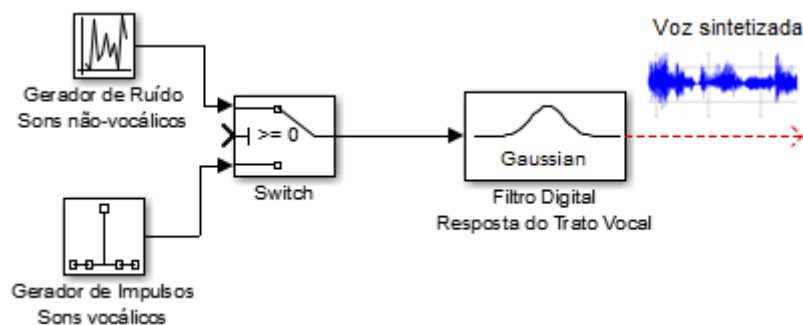 Voz sintetizada
Gerador de Ruído
Sons não-vocálicos
>= 0
Switch
Gaussian
Filtro Digital
Resposta do Trato Vocal
Gerador de Impulsos
Sons vocálicos